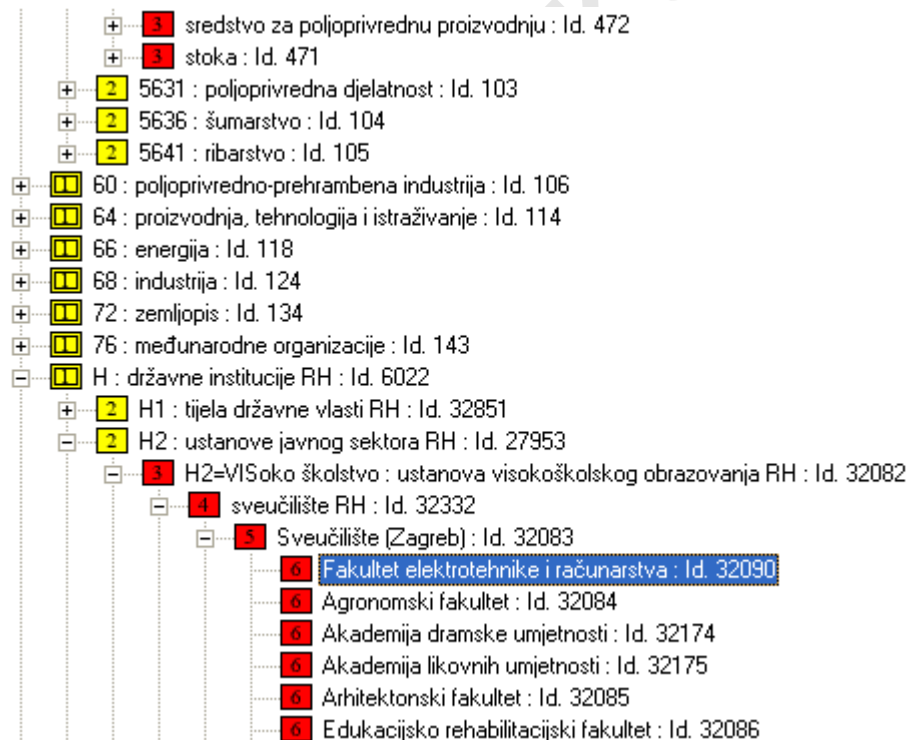 3 sredstvo za poljoprivrednu proizvodnju : Id. 472
3 stoka : Id. 471
2 5631 : poljoprivredna djelatnost : Id. 103
2 5636 : šumarstvo : Id. 104
2 5641 : ribarstvo : Id. 105
60 : poljoprivredno-prehrambena industrija : Id. 106
64 : proizvodnja, tehnologija i istraživanje : Id. 114
66 : energija : Id. 118
68 : industrija : Id. 124
72 : zemljopis : Id. 134
76 : međunarodne organizacije : Id. 143
H : državne institucije RH : Id. 6022
2 H1 : tijela državne vlasti RH : Id. 32851
2 H2 : ustanove javnog sektora RH : Id. 27953
3 H2=VISoko školstvo : ustanova visokoškolskog obrazovanja RH : Id. 32082
4 sveučilište RH : Id. 32332
5 Sveučilište (Zagreb) : Id. 32083
6 Fakultet elektrotehnike i računarstva : Id. 32090
6 Agronomski fakultet : Id. 32084
6 Akademija dramske umjetnosti : Id. 32174
6 Akademija likovnih umjetnosti : Id. 32175
6 Arhitektonski fakultet : Id. 32085
6 Edukacijsko rehabilitacijski fakultet : Id. 32086